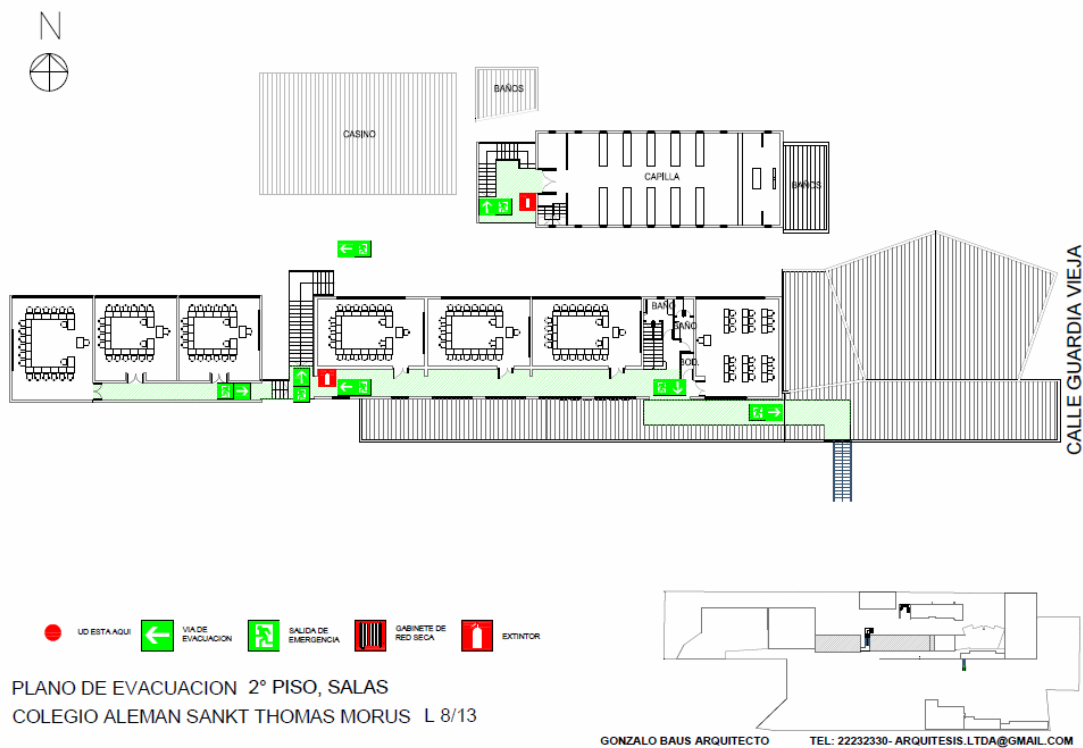 N
BAÑOS
CASINO
CAPILLA
BAÑOS
CALLE GUARDIA VIEJA
BAÑO
BAÑO
BOD.
UD ESTA AQUI
VIA DE
EVACUACION
SALIDA DE
EMERGENCIA
GABINETE DE
RED SECA
EXTINTOR
PLANO DE EVACUACION 2° PISO, SALAS
COLEGIO ALEMAN SANKT THOMAS MORUS L 8/13
GONZALO BAUS ARQUITECTO TEL: 22232330- ARQUITESIS.LTDA@GMAIL.COM